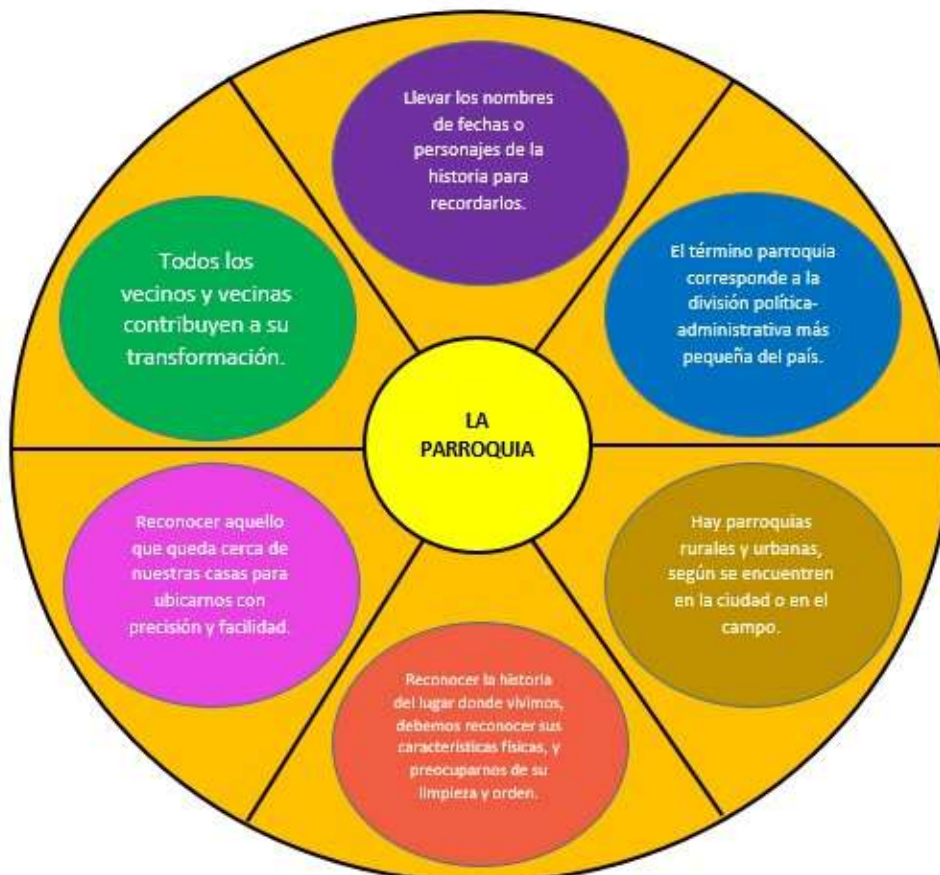 Llevar los nombres
de fechas o
personajes de la
historia para
recordarlos.
El término parroquia
corresponde a la
división política-
administrativa más
pequeña del país.
Todos los
vecinos y vecinas
contribuyen a su
transformación.
LA
PARROQUIA
Reconocer aquello
que queda cerca de
nuestras casas para
ubicarnos con
precisión y facilidad.
Hay parroquias
rurales y urbanas,
según se encuentren
en la ciudad o en el
campo.
Reconocer la historia
del lugar donde vivimos,
debemos reconocer sus
características físicas, y
preocuparnos de su
limpieza y orden.